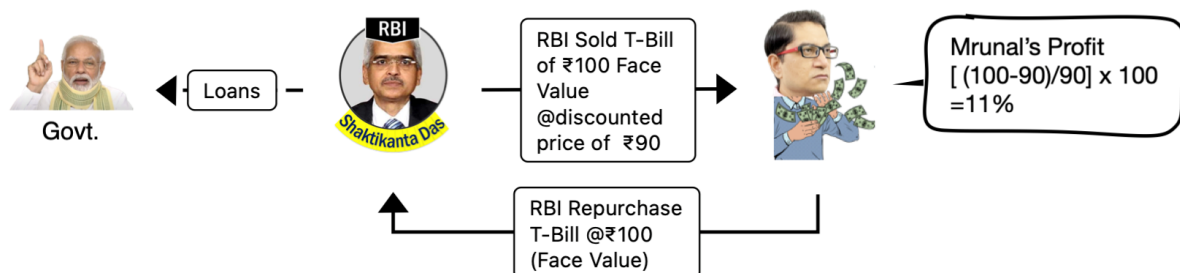 RBI
Shaktikanta Das
Govt.
Loans
RBI Sold T-Bill
of ₹100 Face
Value
@discounted
price of ₹90
Mrunal's Profit
[ (100-90)/90] x 100
=11%
RBI Repurchase
T-Bill @₹100
(Face Value)